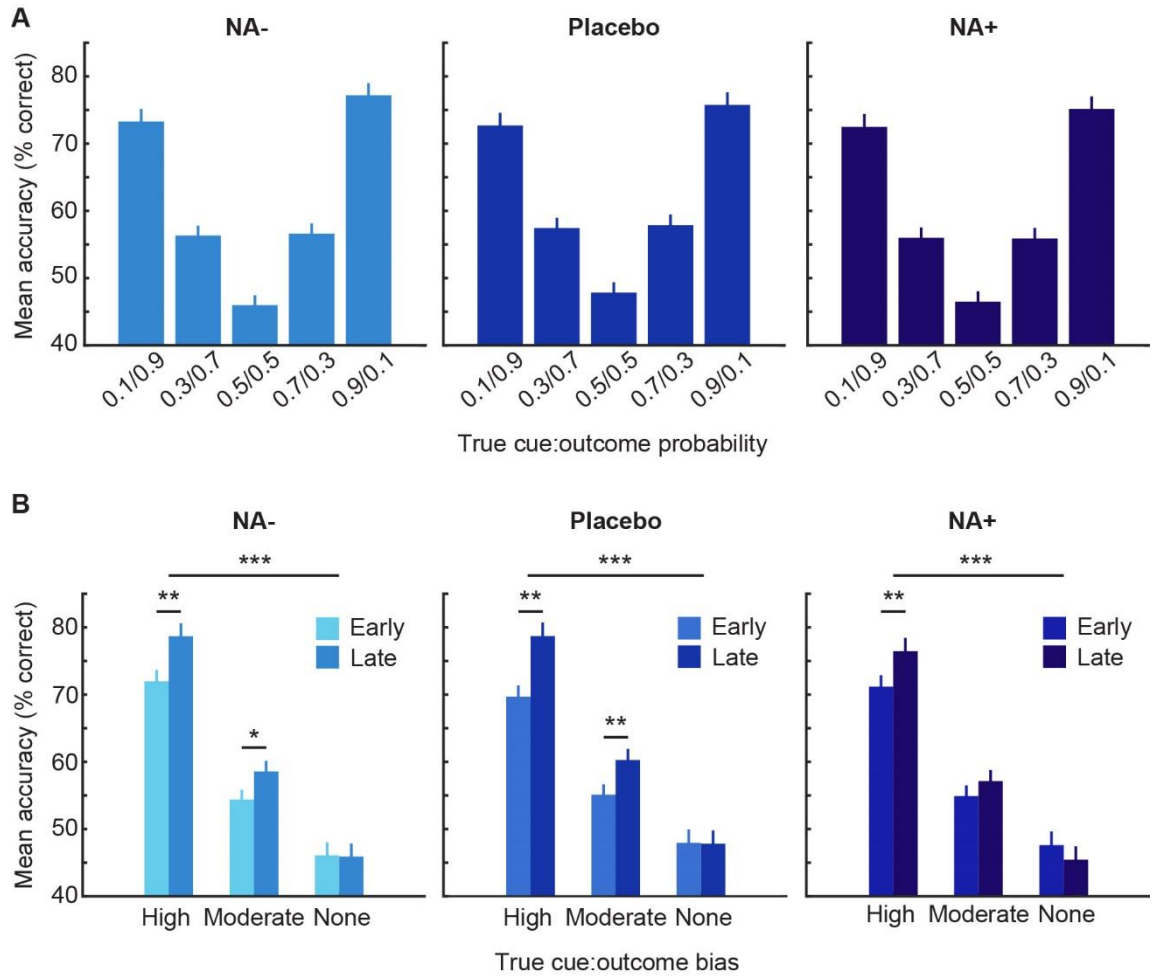 A
NA-
Placebo
NA+
Mean accuracy (% correct)
80
70
60
50
40
0.1/0.9
0.3/0.7
0.5/0.5
0.7/0.3
0.9/0.1
0.1/0.9
0.3/0.7
0.5/0.5
0.7/0.3
0.9/0.1
0.1/0.9
0.3/0.7
0.5/0.5
0.7/0.3
0.9/0.1
True cue:outcome probability
B
NA-
Placebo
NA+
***
***
***
Mean accuracy (% correct)
80
70
60
50
40
**
*
Early
Late
**
**
Early
Late
**
Early
Late
High Moderate None
High Moderate None
High Moderate None
True cue:outcome bias